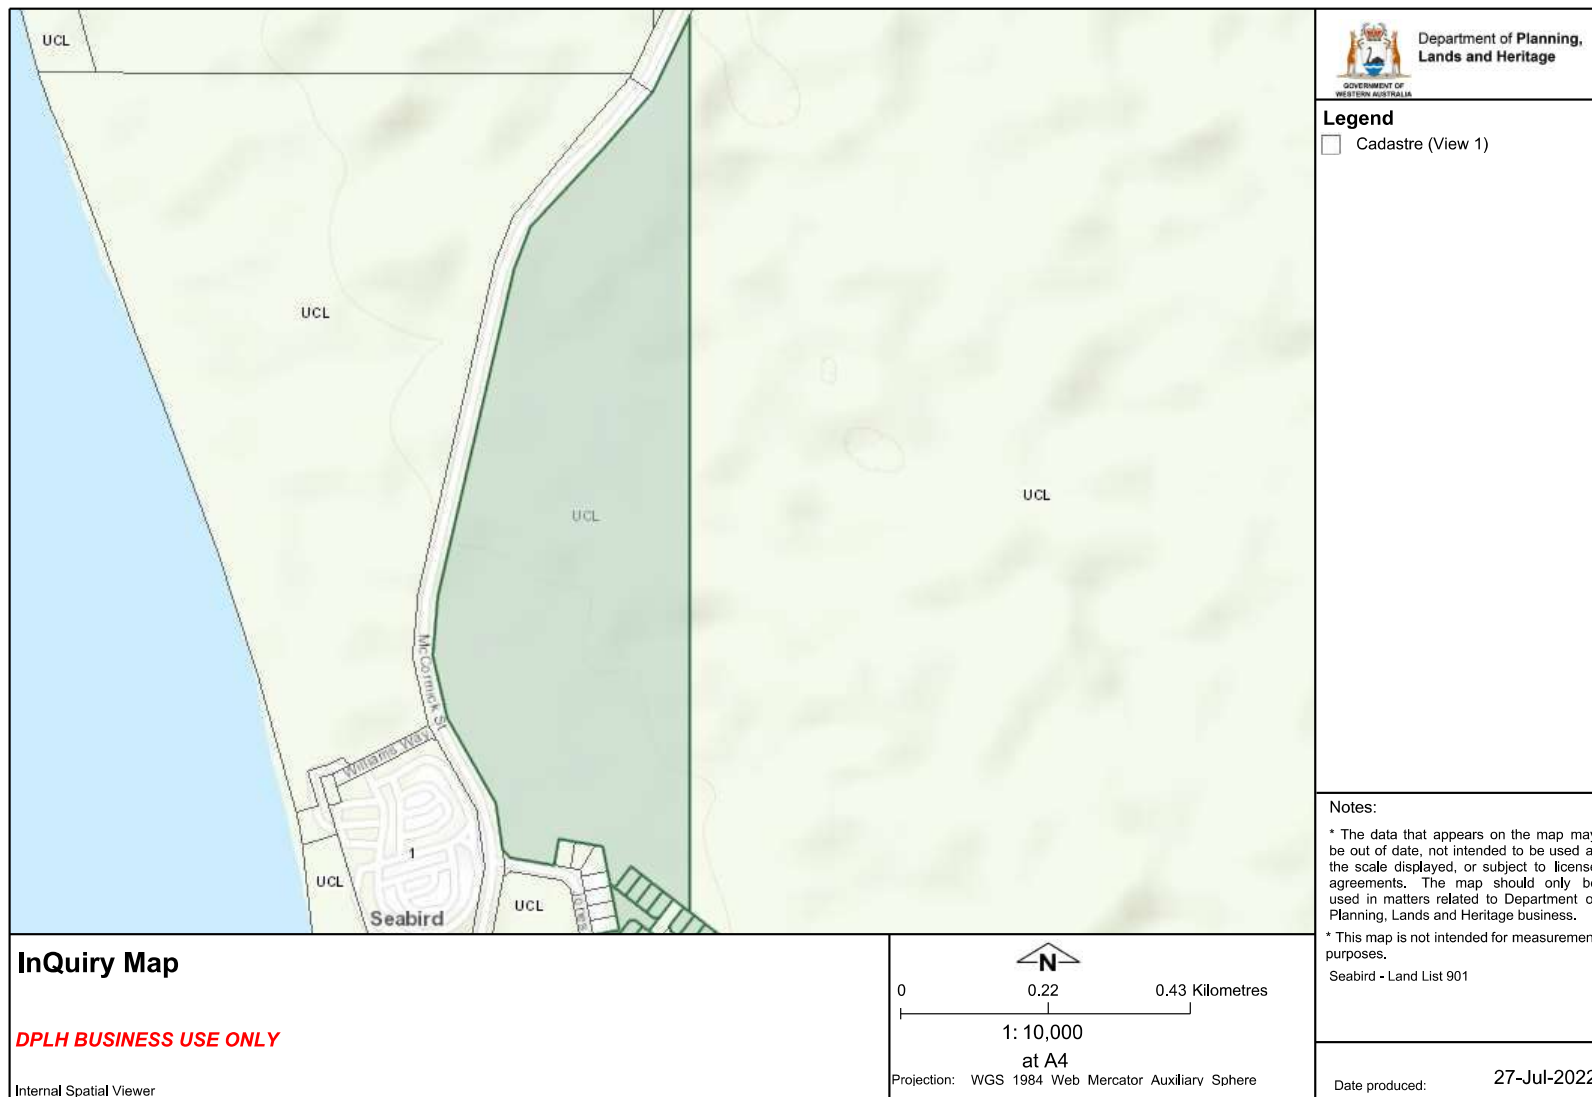 UCL
UCL
UCL
UCL
McCormick St
Williams Way
1
UCL
UCL
Jones
Seabird
Department of Planning,
Lands and Heritage
GOVERNMENT OF
WESTERN AUSTRALIA
Legend
Cadastre (View 1)
Notes:
* The data that appears on the map may
be out of date, not intended to be used a
the scale displayed, or subject to license
agreements. The map should only be
used in matters related to Department o
Planning, Lands and Heritage business.
* This map is not intended for measuremen
purposes.
Seabird - Land List 901
InQuiry Map
DPLH BUSINESS USE ONLY
Internal Spatial Viewer
N
0 0.22 0.43 Kilometres
1: 10,000
at A4
Projection: WGS 1984 Web Mercator Auxiliary Sphere
Date produced: 27-Jul-2022